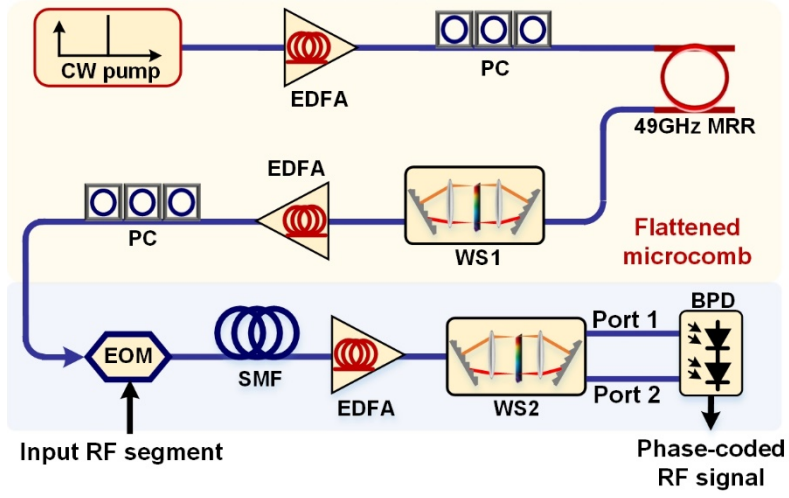 CW pump
EDFA
PC
49GHz MRR
EDFA
PC
WS1
Flattened
microcomb
EOM
SMF
EDFA
WS2
Port 1
Port 2
BPD
Input RF segment
Phase-coded
RF signal